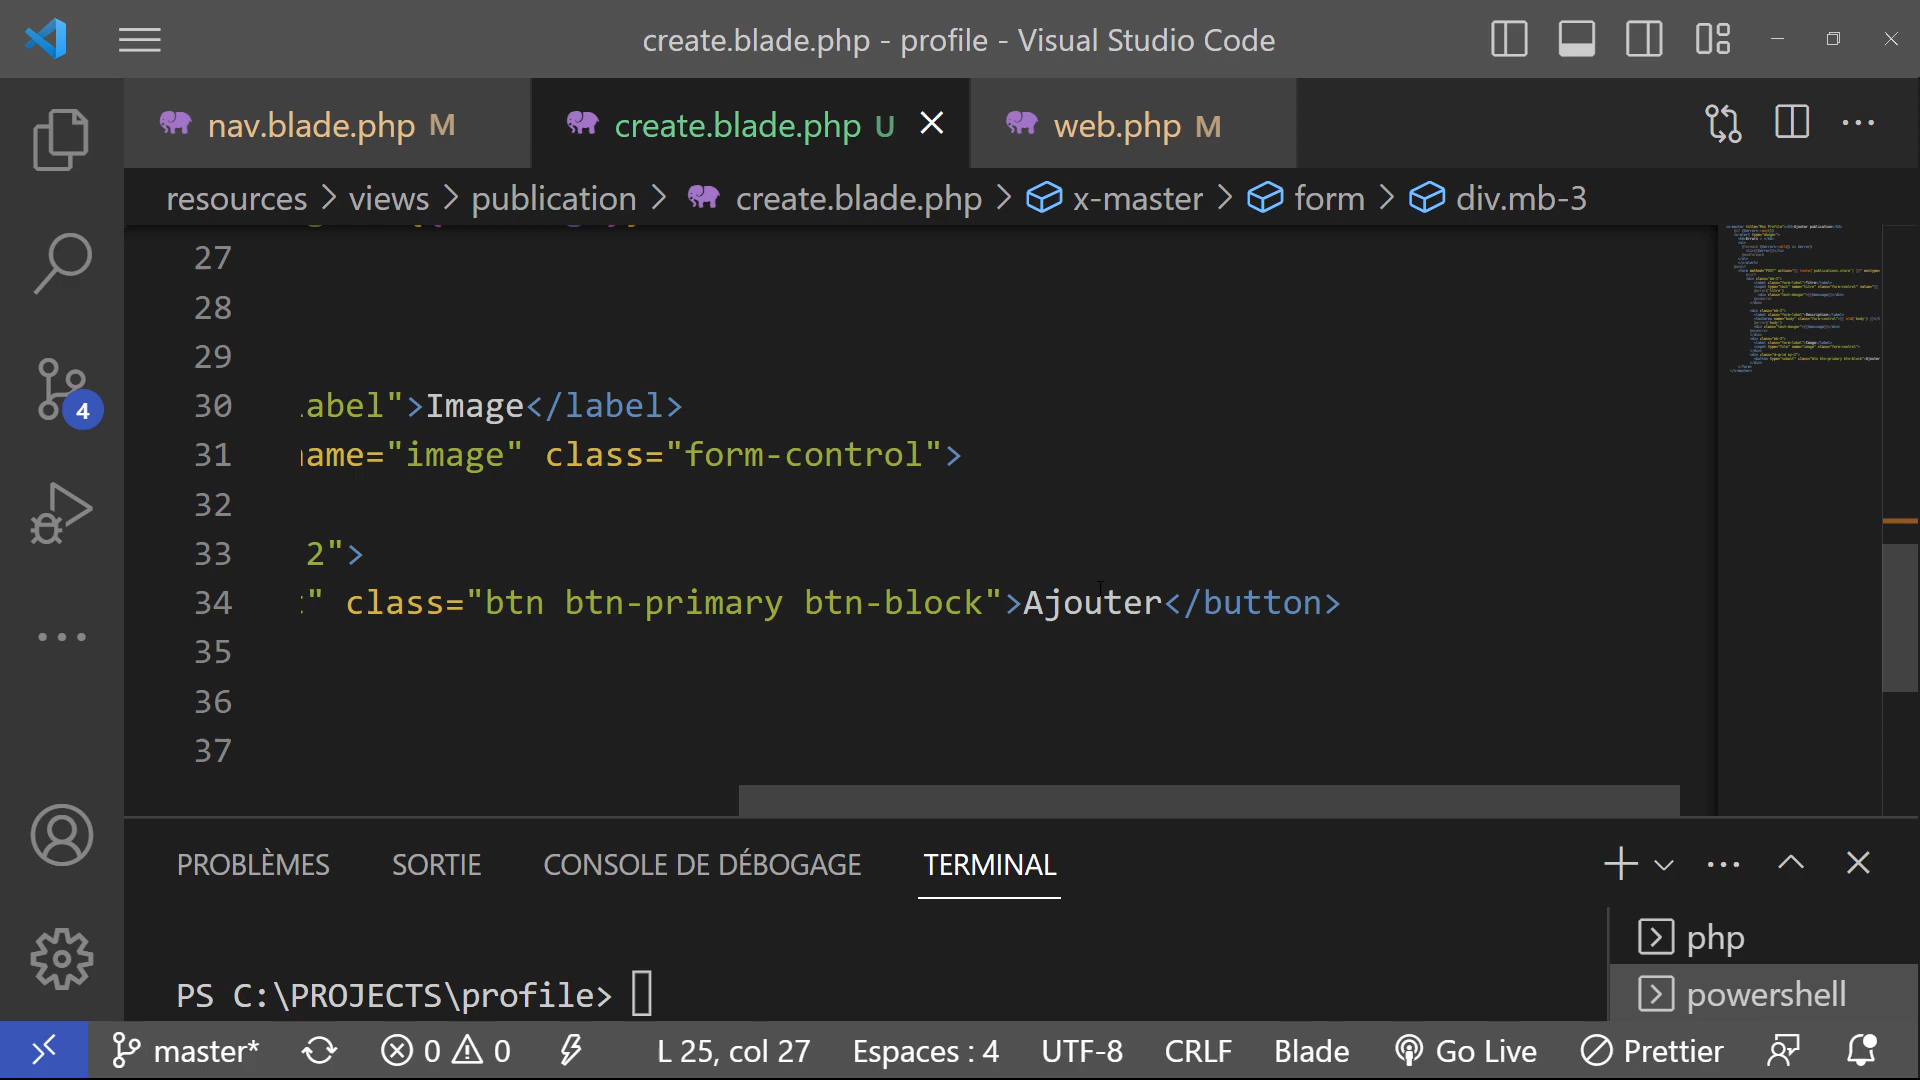 create.blade.php - profile - Visual Studio Code
nav.blade.php M
create.blade.php U
web.php M
resources > views > publication > create.blade.php > x-master > form > div.mb-3
27
28
29
30 abel">Image</label>
31 ame="image" class="form-control">
32
33 2">
34 " class="btn btn-primary btn-block">Ajouter</button>
35
36
37
4
PROBLÈMES SORTIE CONSOLE DE DÉBOGAGE TERMINAL
php
powershell
PS C:\PROJECTS\profile>
master* 0 0 L 25, col 27 Espaces : 4 UTF-8 CRLF Blade Go Live Prettier